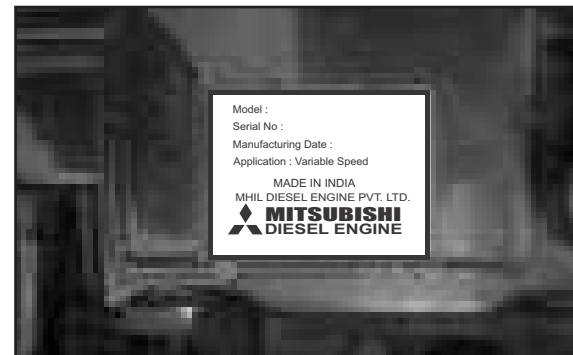 Model :
Serial No :
Manufacturing Date :
Application : Variable Speed
MADE IN INDIA
MHIL DIESEL ENGINE PVT. LTD.
MITSUBISHI
DIESEL ENGINE